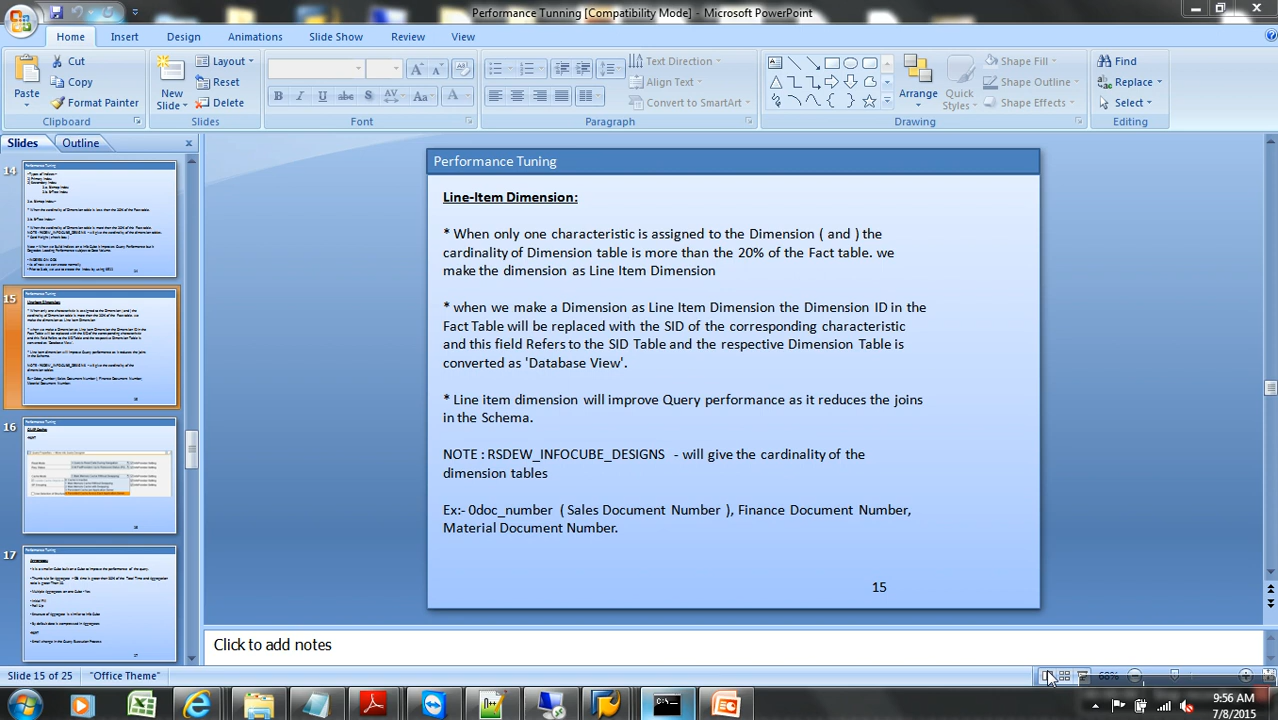 Performance Tunning [Compatibility Mode] - Microsoft PowerPoint
Home Insert Design Animations Slide Show Review View
Cut
Copy
Format Painter
Paste
Clipboard
New
Slide
Layout
Reset
Delete
Slides
Font
Text Direction
Align Text
Convert to SmartArt
Paragraph
Arrange
Quick
Styles
Shape Fill
Shape Outline
Shape Effects
Drawing
Find
Replace
Select
Editing
Slides Outline
14
15
16
17
Performance Tuning
Line-Item Dimension:
* When only one characteristic is assigned to the Dimension ( and ) the
cardinality of Dimension table is more than the 20% of the Fact table. we
make the dimension as Line Item Dimension
* when we make a Dimension as Line Item Dimension the Dimension ID in the
Fact Table will be replaced with the SID of the corresponding characteristic
and this field Refers to the SID Table and the respective Dimension Table is
converted as 'Database View'.
* Line item dimension will improve Query performance as it reduces the joins
in the Schema.
NOTE : RSDEW_INFOCUBE_DESIGNS - will give the cardinality of the
dimension tables
Ex:- 0doc_number ( Sales Document Number ), Finance Document Number,
Material Document Number.
15
Click to add notes
Slide 15 of 25 "Office Theme" 68%
9:56 AM
7/8/2015